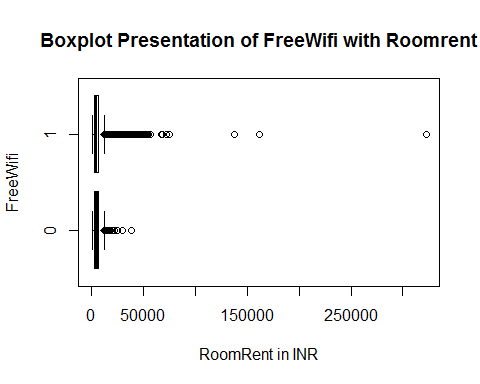 Boxplot Presentation of FreeWifi with Roomrent
1
0
FreeWifi
0 50000 150000 250000
RoomRent in INR